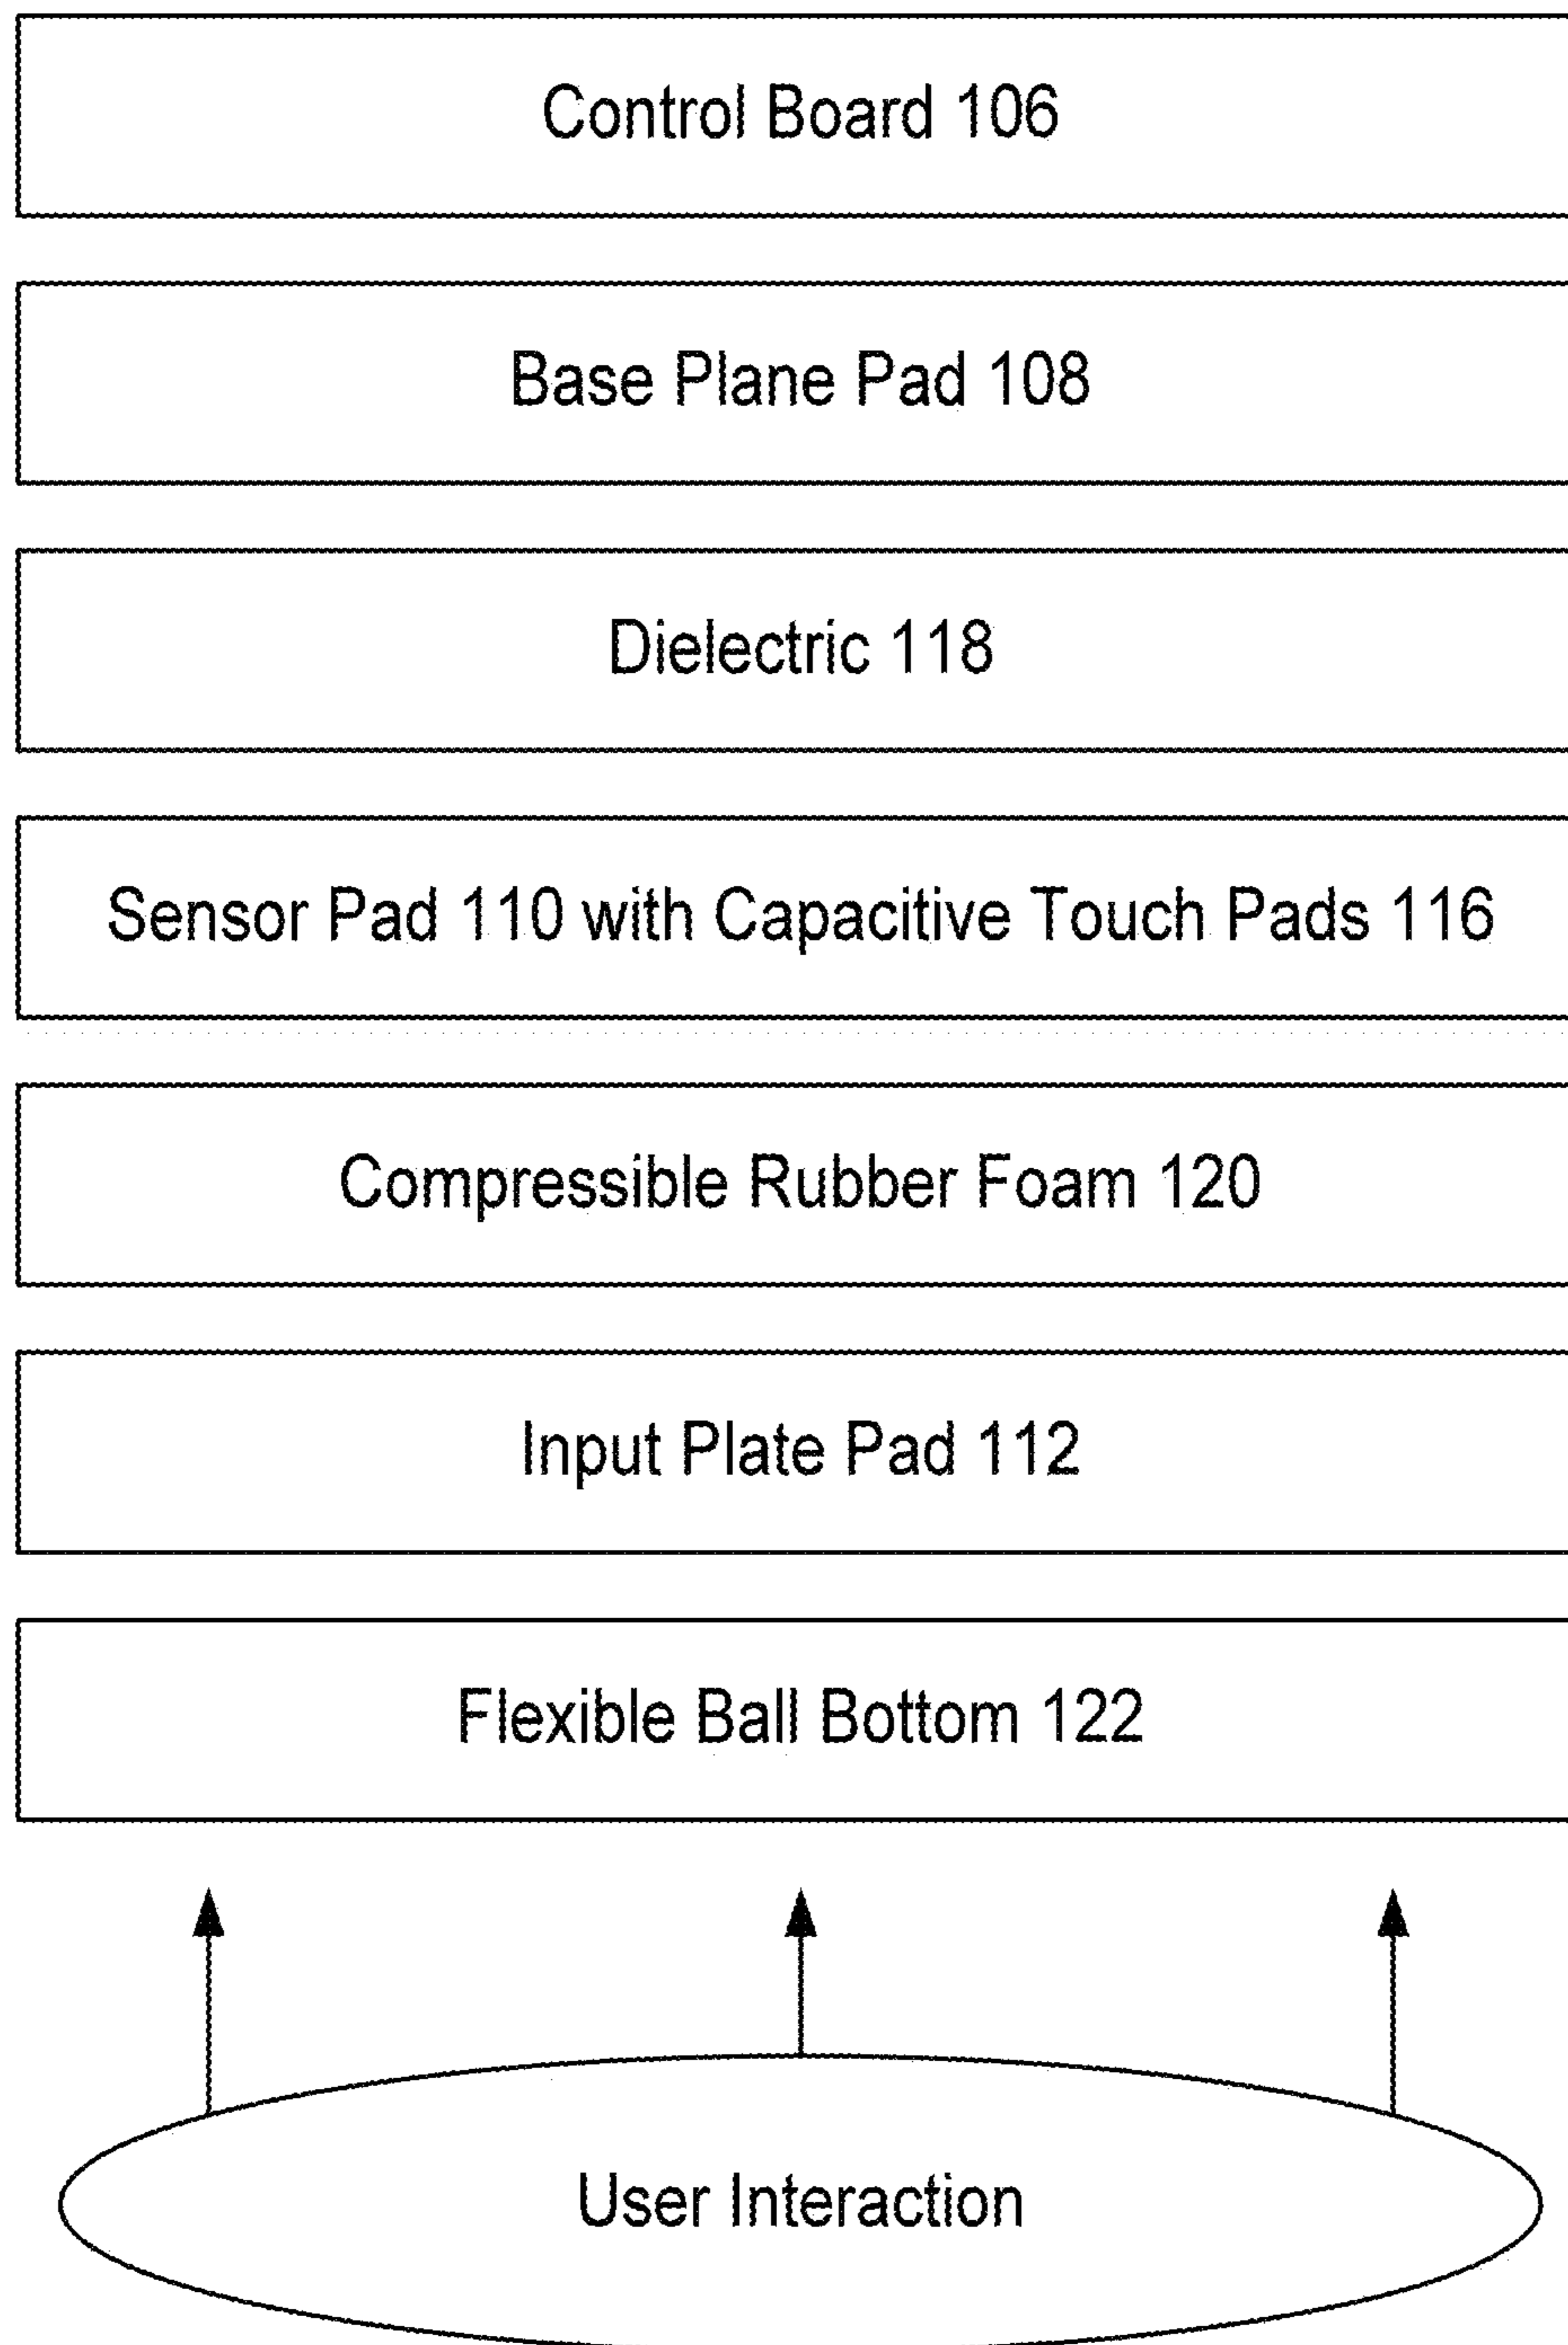 Control Board 106
Base Plane Pad 108
Dielectric 118
Sensor Pad 110 with Capacitive Touch Pads 116
Compressible Rubber Foam 120
Input Plate Pad 112
Flexible Ball Bottom 122
User Interaction